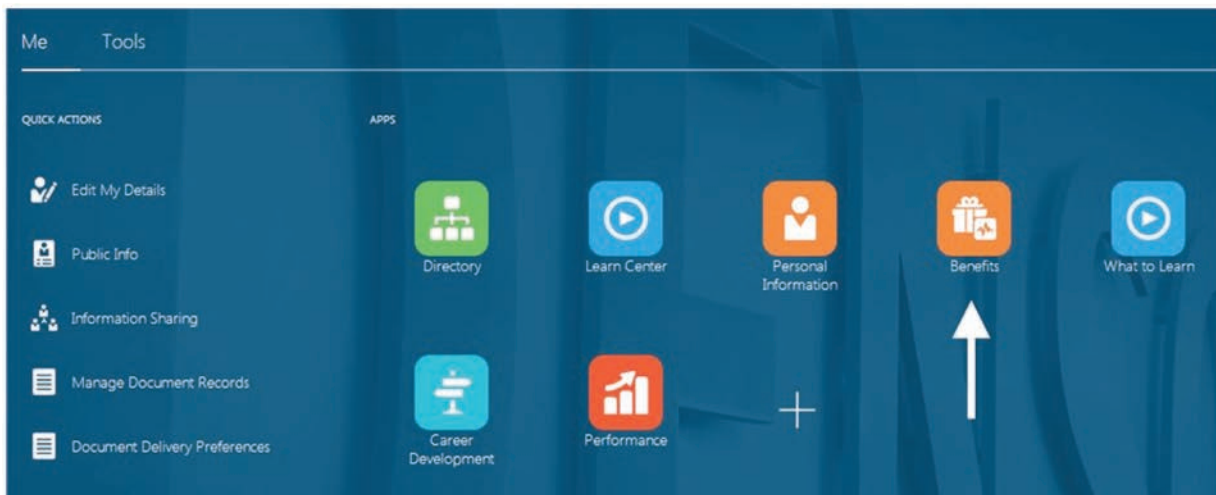 Me
Tools
QUICK ACTIONS
APPS
Edit My Details
Public Info
Information Sharing
Manage Document Records
Document Delivery Preferences
Directory
Learn Center
Personal
Information
Benefits
What to Learn
Career
Development
Performance